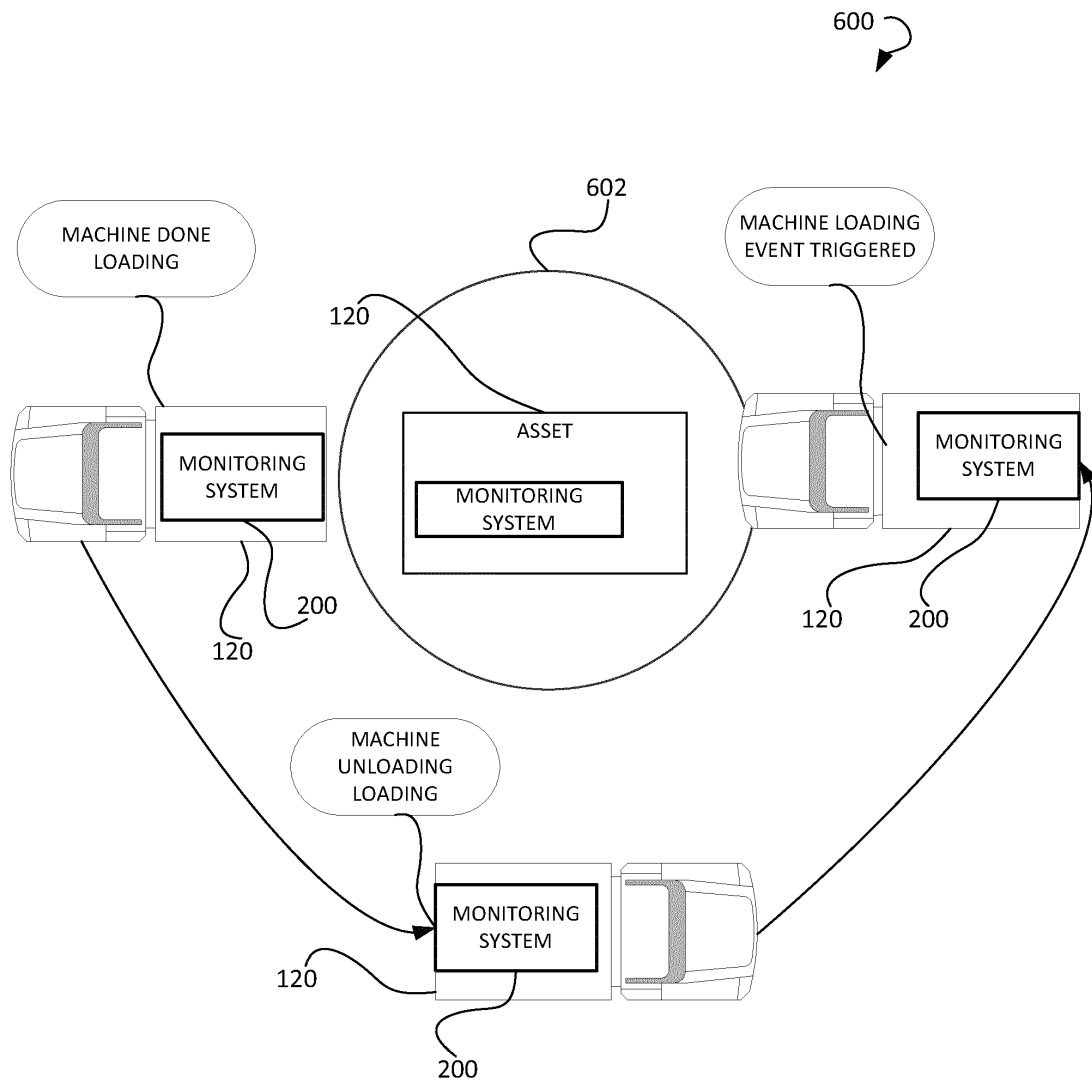 600
602
MACHINE DONE
LOADING
MACHINE LOADING
EVENT TRIGGERED
120
ASSET
MONITORING
SYSTEM
MONITORING
SYSTEM
MONITORING
SYSTEM
200
120
120
200
MACHINE
UNLOADING
LOADING
MONITORING
SYSTEM
120
200